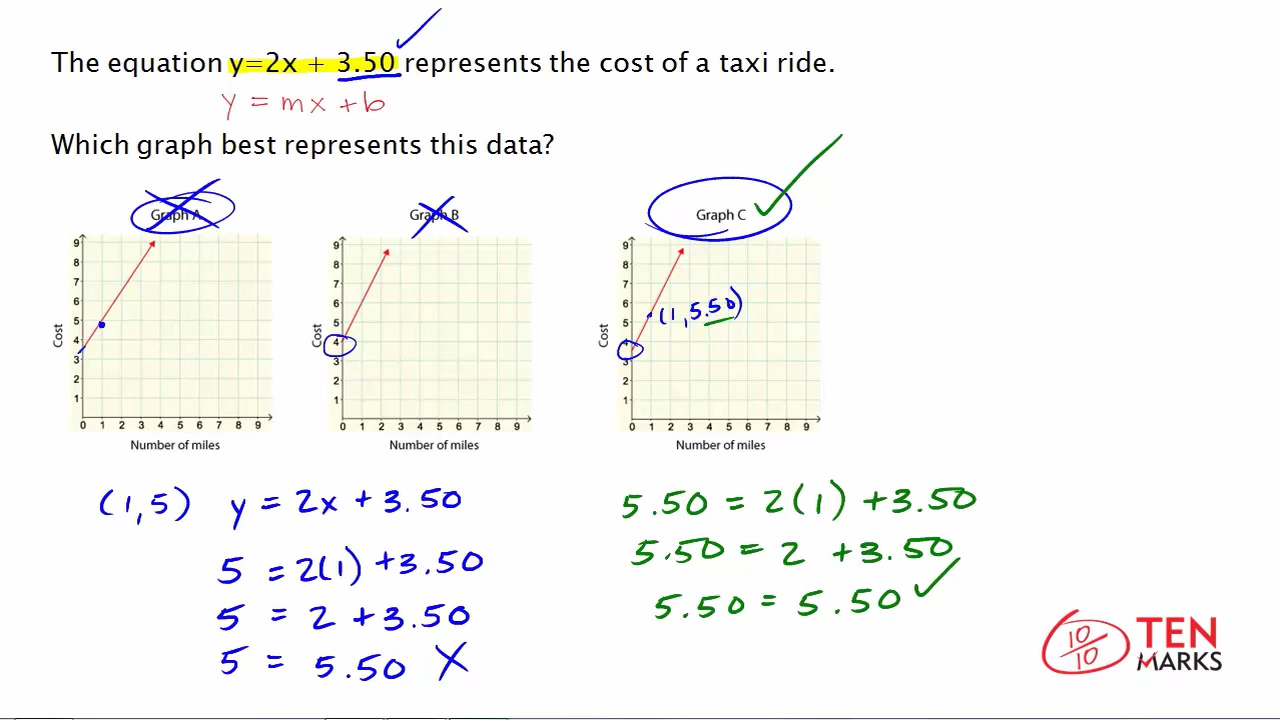 The equation y=2x + 3.50 represents the cost of a taxi ride.
y = mx + b
Which graph best represents this data?
Graph A
9
8
7
6
5
4
3
2
1
Cost
0 1 2 3 4 5 6 7 8 9
Number of miles
Graph B
9
8
7
6
5
4
3
2
1
Cost
0 1 2 3 4 5 6 7 8 9
Number of miles
Graph C
9
8
7
6
5
4
3
2
1
Cost
(1, 5.50)
0 1 2 3 4 5 6 7 8 9
Number of miles
(1, 5) y = 2x + 3.50
5 = 2(1) + 3.50
5 = 2 + 3.50
5 = 5.50 X
5.50 = 2(1) + 3.50
5.50 = 2 + 3.50
5.50 = 5.50 ✓
10/10
TEN
MARKS